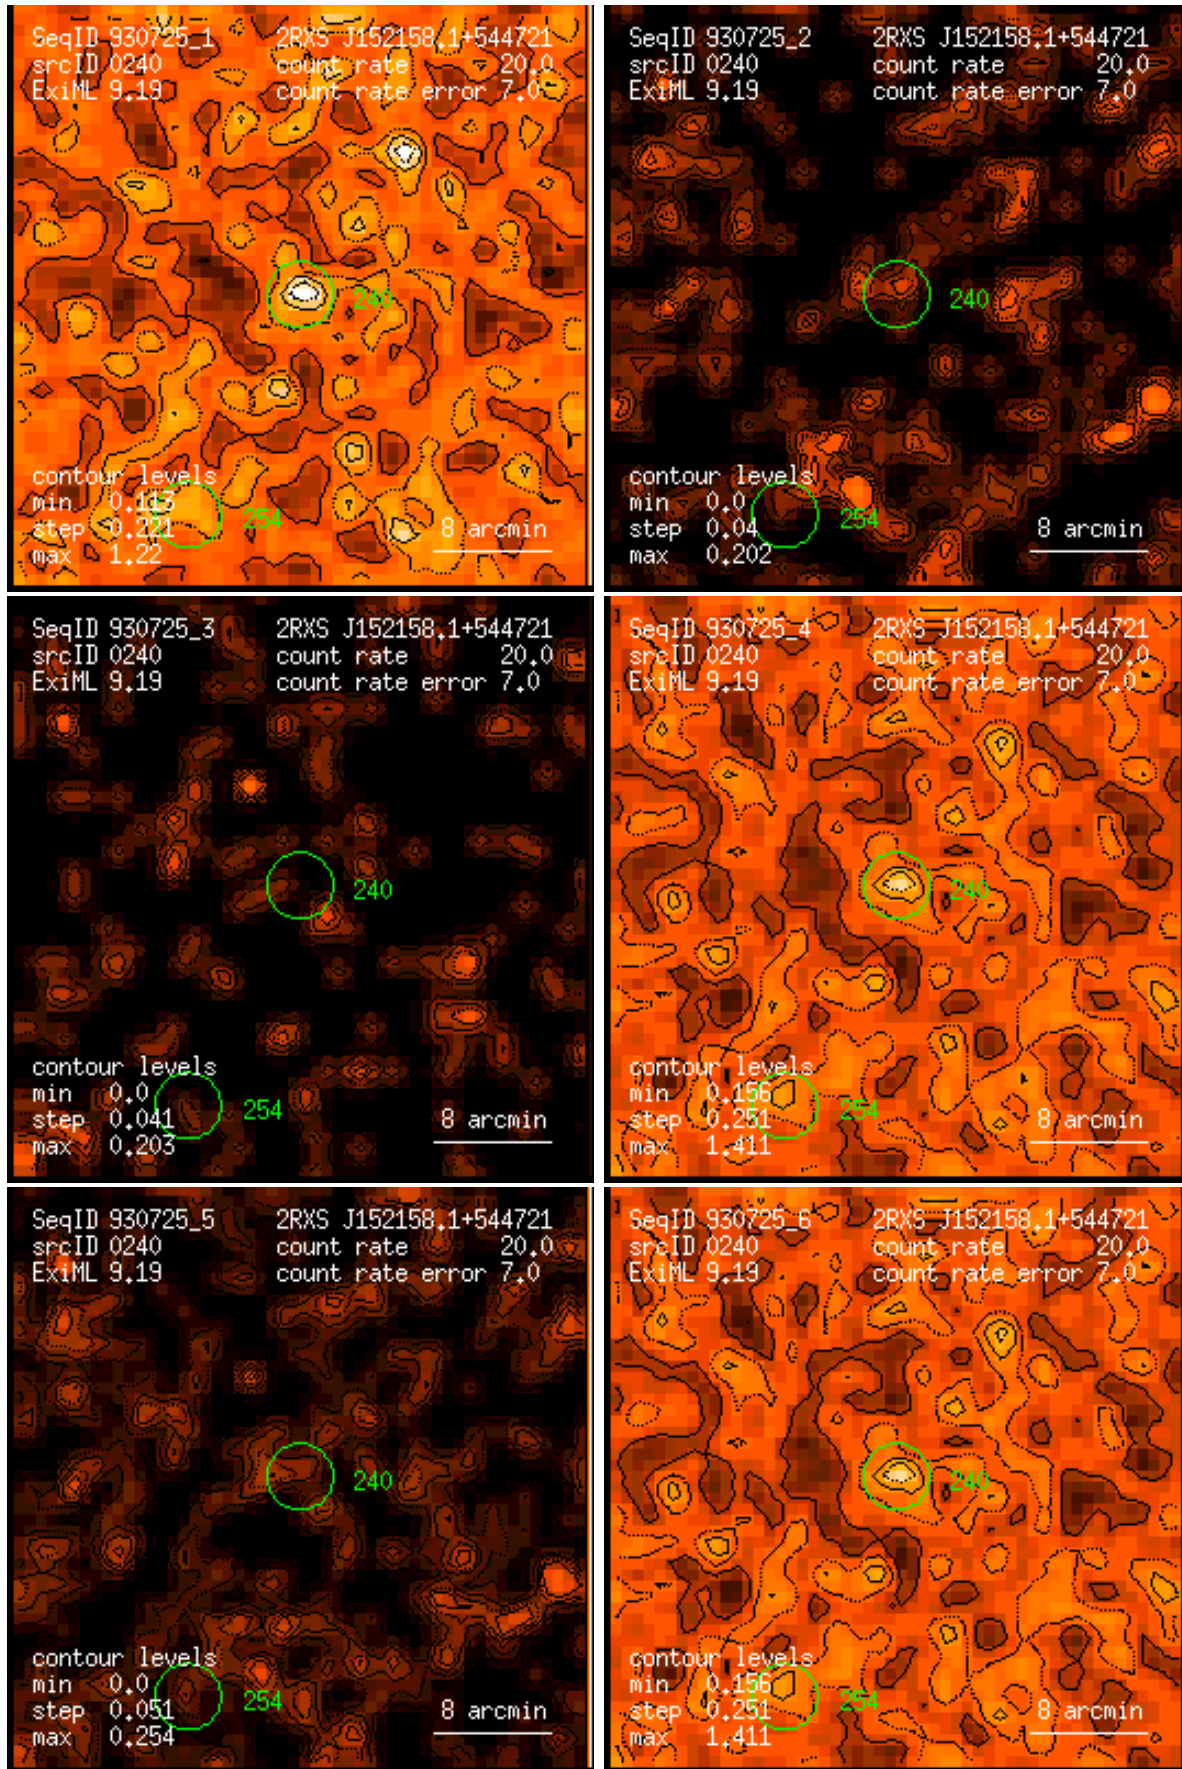 SeqID 930725_1 2RXS J152158.1+544721
srcID 0240 count rate 20.0
ExiML 9.19 count rate error 7.0
240
contour levels
min 0.113
step 0.221 254 8 arcmin
max 1.22
SeqID 930725_2 2RXS J152158.1+544721
srcID 0240 count rate 20.0
ExiML 9.19 count rate error 7.0
240
contour levels
min 0.0
step 0.04 254 8 arcmin
max 0.202
SeqID 930725_3 2RXS J152158.1+544721
srcID 0240 count rate 20.0
ExiML 9.19 count rate error 7.0
240
contour levels
min 0.0
step 0.041 254 8 arcmin
max 0.203
SeqID 930725_4 2RXS J152158.1+544721
srcID 0240 count rate 20.0
ExiML 9.19 count rate error 7.0
240
contour levels
min 0.156
step 0.251 254 8 arcmin
max 1.411
SeqID 930725_5 2RXS J152158.1+544721
srcID 0240 count rate 20.0
ExiML 9.19 count rate error 7.0
240
contour levels
min 0.0
step 0.051 254 8 arcmin
max 0.254
SeqID 930725_6 2RXS J152158.1+544721
srcID 0240 count rate 20.0
ExiML 9.19 count rate error 7.0
240
contour levels
min 0.156
step 0.251 254 8 arcmin
max 1.411